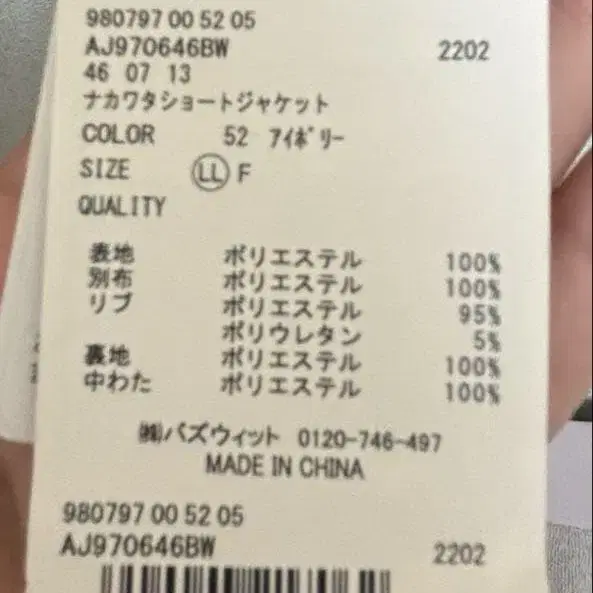 980797 00 52 05
AJ970646BW 2202
46 07 13
ナカワタショートジャケット
COLOR 52 ｱｲﾎﾞﾘｰ
SIZE LL F
QUALITY
表地 ポリエステル 100%
別布 ポリエステル 100%
リブ ポリエステル 95%
ポリウレタン 5%
裏地 ポリエステル 100%
中わた ポリエステル 100%
㈱バズウィット 0120-746-497
MADE IN CHINA
980797 00 52 05
AJ970646BW 2202